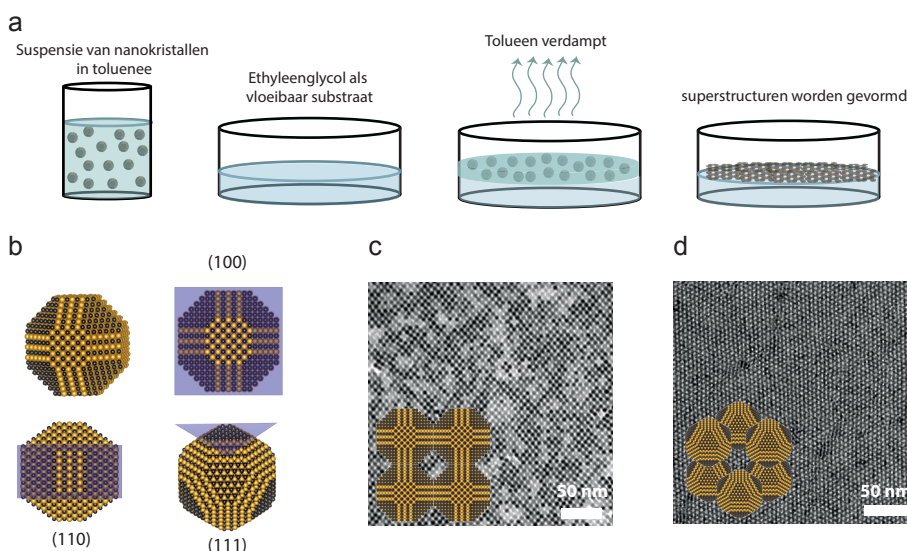 a
Suspensie van nanokristallen
in toluenee
Ethyleenglycol als
vloeibaar substraat
Tolueen verdampt
superstructuren worden gevormd
b
(100)
(110)
(111)
c
50 nm
d
50 nm